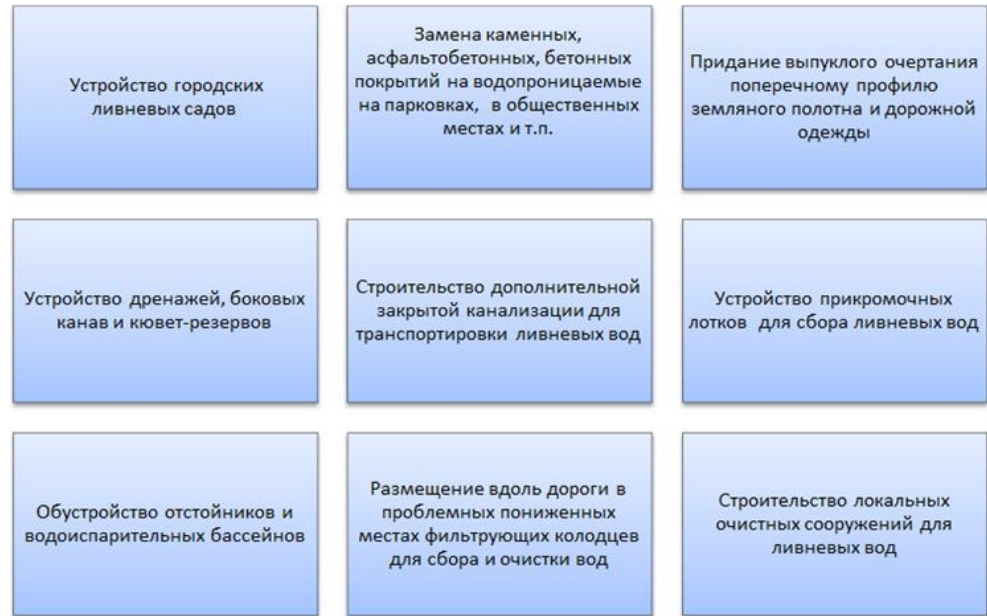 Устройство городских
ливневых садов
Замена каменных,
асфальтобетонных, бетонных
покрытий на водопроницаемые
на парковках, в общественных
местах и т.п.
Придание выпуклого очертания
поперечному профилю
земляного полотна и дорожной
одежды
Устройство дренажей, боковых
канав и кювет-резервов
Строительство дополнительной
закрытой канализации для
транспортировки ливневых вод
Устройство прикромочных
лотков для сбора ливневых вод
Обустройство отстойников и
водоиспарительных бассейнов
Размещение вдоль дороги в
проблемных пониженных
местах фильтрующих колодцев
для сбора и очистки вод
Строительство локальных
очистных сооружений для
ливневых вод